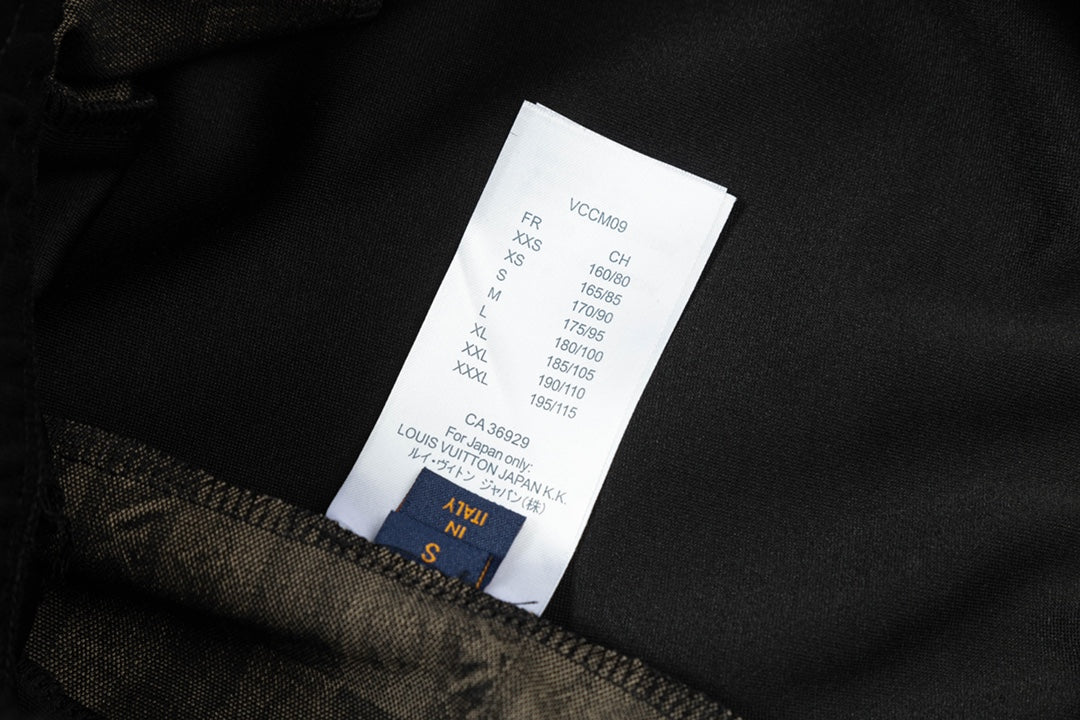 VCCM09
FR CH
XXS 160/80
XS 165/85
S 170/90
M 175/95
L 180/100
XL 185/105
XXL 190/110
XXXL 195/115
CA 36929
For Japan only:
LOUIS VUITTON JAPAN K.K.
ルイ・ヴィトン ジャパン(株)
IN
ITALY
S